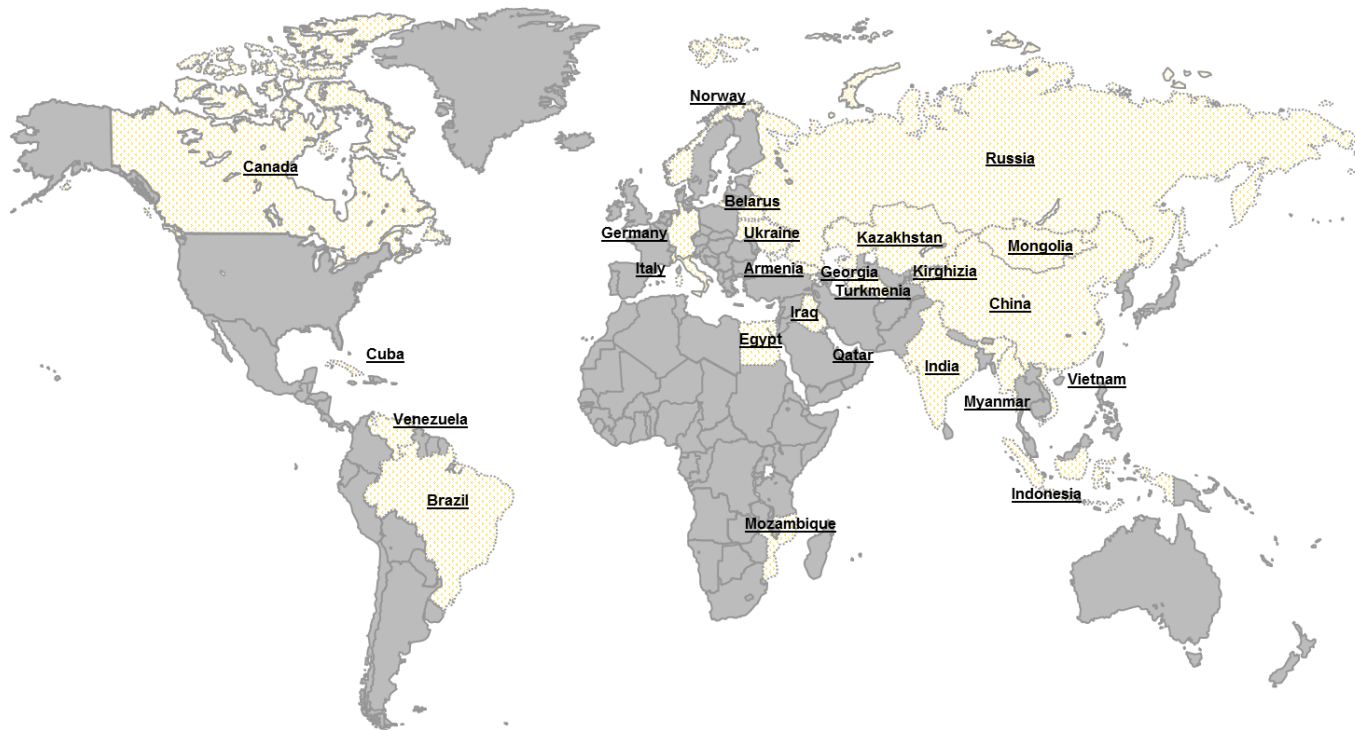 Norway
Canada
Russia
Belarus
Germany
Ukraine
Kazakhstan
Mongolia
Italy
Armenia
Georgia
Kirghizia
Turkmenia
China
Iraq
Egypt
Qatar
Cuba
India
Vietnam
Myanmar
Venezuela
Indonesia
Brazil
Mozambique